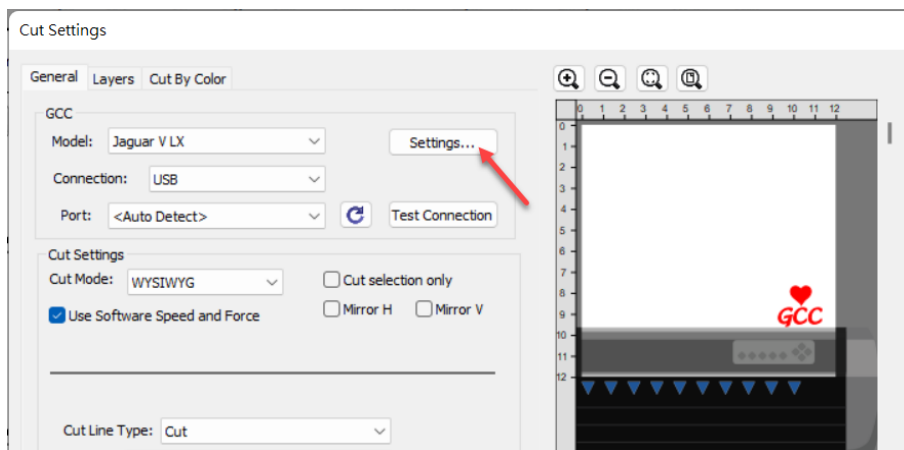 Cut Settings
General Layers Cut By Color
GCC
Model: Jaguar V LX Settings...
Connection: USB
Port: <Auto Detect> Test Connection
Cut Settings
Cut Mode: WYSIWYG Cut selection only
Use Software Speed and Force Mirror H Mirror V
Cut Line Type: Cut
0 1 2 3 4 5 6 7 8 9 10 11 12
0
1
2
3
4
5
6
7
8
9
10
11
12
GCC